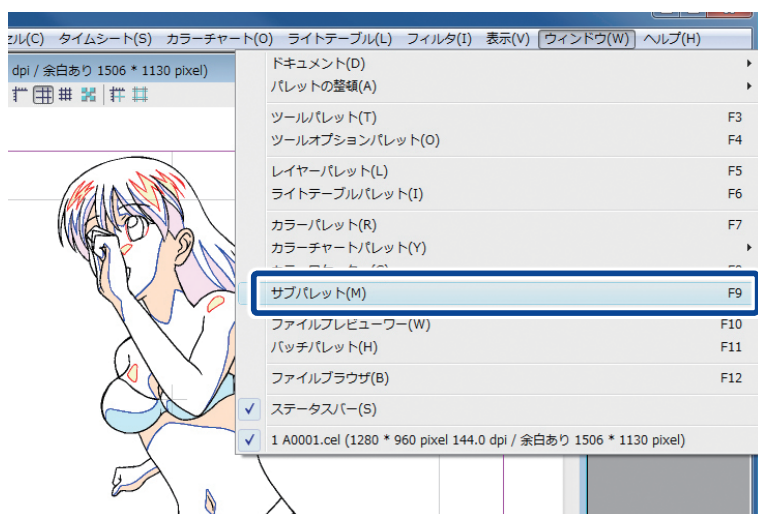 セル(C) タイムシート(S) カラーチャート(O) ライトテーブル(L) フィルタ(I) 表示(V) ウィンドウ(W) ヘルプ(H)
dpi / 余白あり 1506 * 1130 pixel)
ドキュメント(D)
パレットの整頓(A)
ツールパレット(T) F3
ツールオプションパレット(O) F4
レイヤーパレット(L) F5
ライトテーブルパレット(I) F6
カラーパレット(R) F7
カラーチャートパレット(Y)
サブパレット(M) F9
ファイルプレビューワー(W) F10
バッチパレット(H) F11
ファイルブラウザ(B) F12
ステータスバー(S)
1 A0001.cel (1280 * 960 pixel 144.0 dpi / 余白あり 1506 * 1130 pixel)